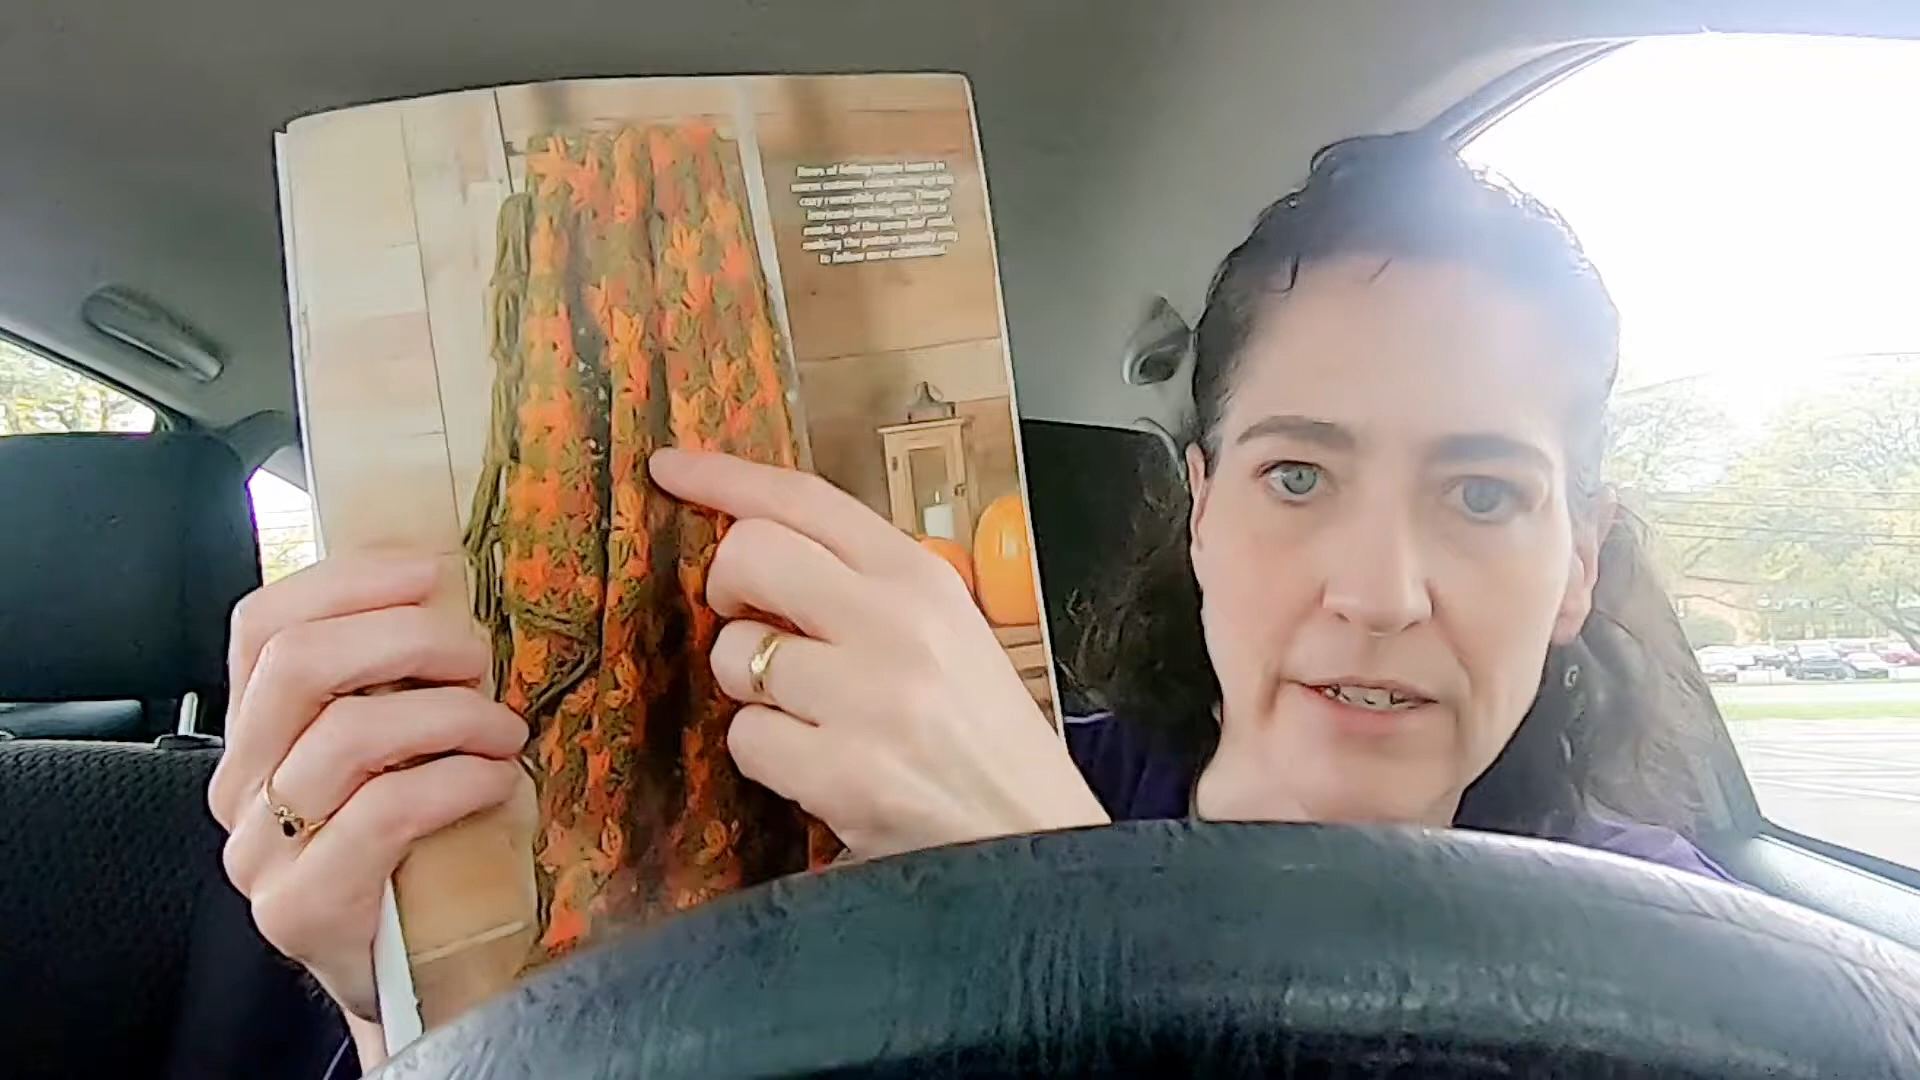 Rows of falling maple leaves in
warm autumn colors make up this
cozy reversible afghan. Though
intricate-looking, each row is
made up of the same leaf motif,
making the pattern visually easy
to follow once established.